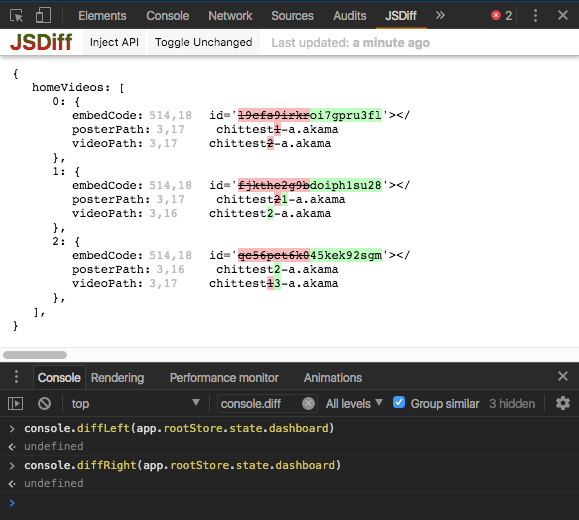 Elements Console Network Sources Audits JSDiff » 2
JSDiff Inject API Toggle Unchanged Last updated: a minute ago
{
homeVideos: [
0: {
embedCode: 514,18 id='l9cfs9irkroi7gpru3fl'></
posterPath: 3,17 chittest1-a.akama
videoPath: 3,17 chittest2-a.akama
},
1: {
embedCode: 514,18 id='fjkthc2g9bdoiph1su28'></
posterPath: 3,17 chittest21-a.akama
videoPath: 3,16 chittest2-a.akama
},
2: {
embedCode: 514,18 id='qc56pct6k045kek92sgm'></
posterPath: 3,16 chittest2-a.akama
videoPath: 3,17 chittest13-a.akama
},
],
}
Console Rendering Performance monitor Animations
top console.diff All levels Group similar 3 hidden
> console.diffLeft(app.rootStore.state.dashboard)
< undefined
> console.diffRight(app.rootStore.state.dashboard)
< undefined
>